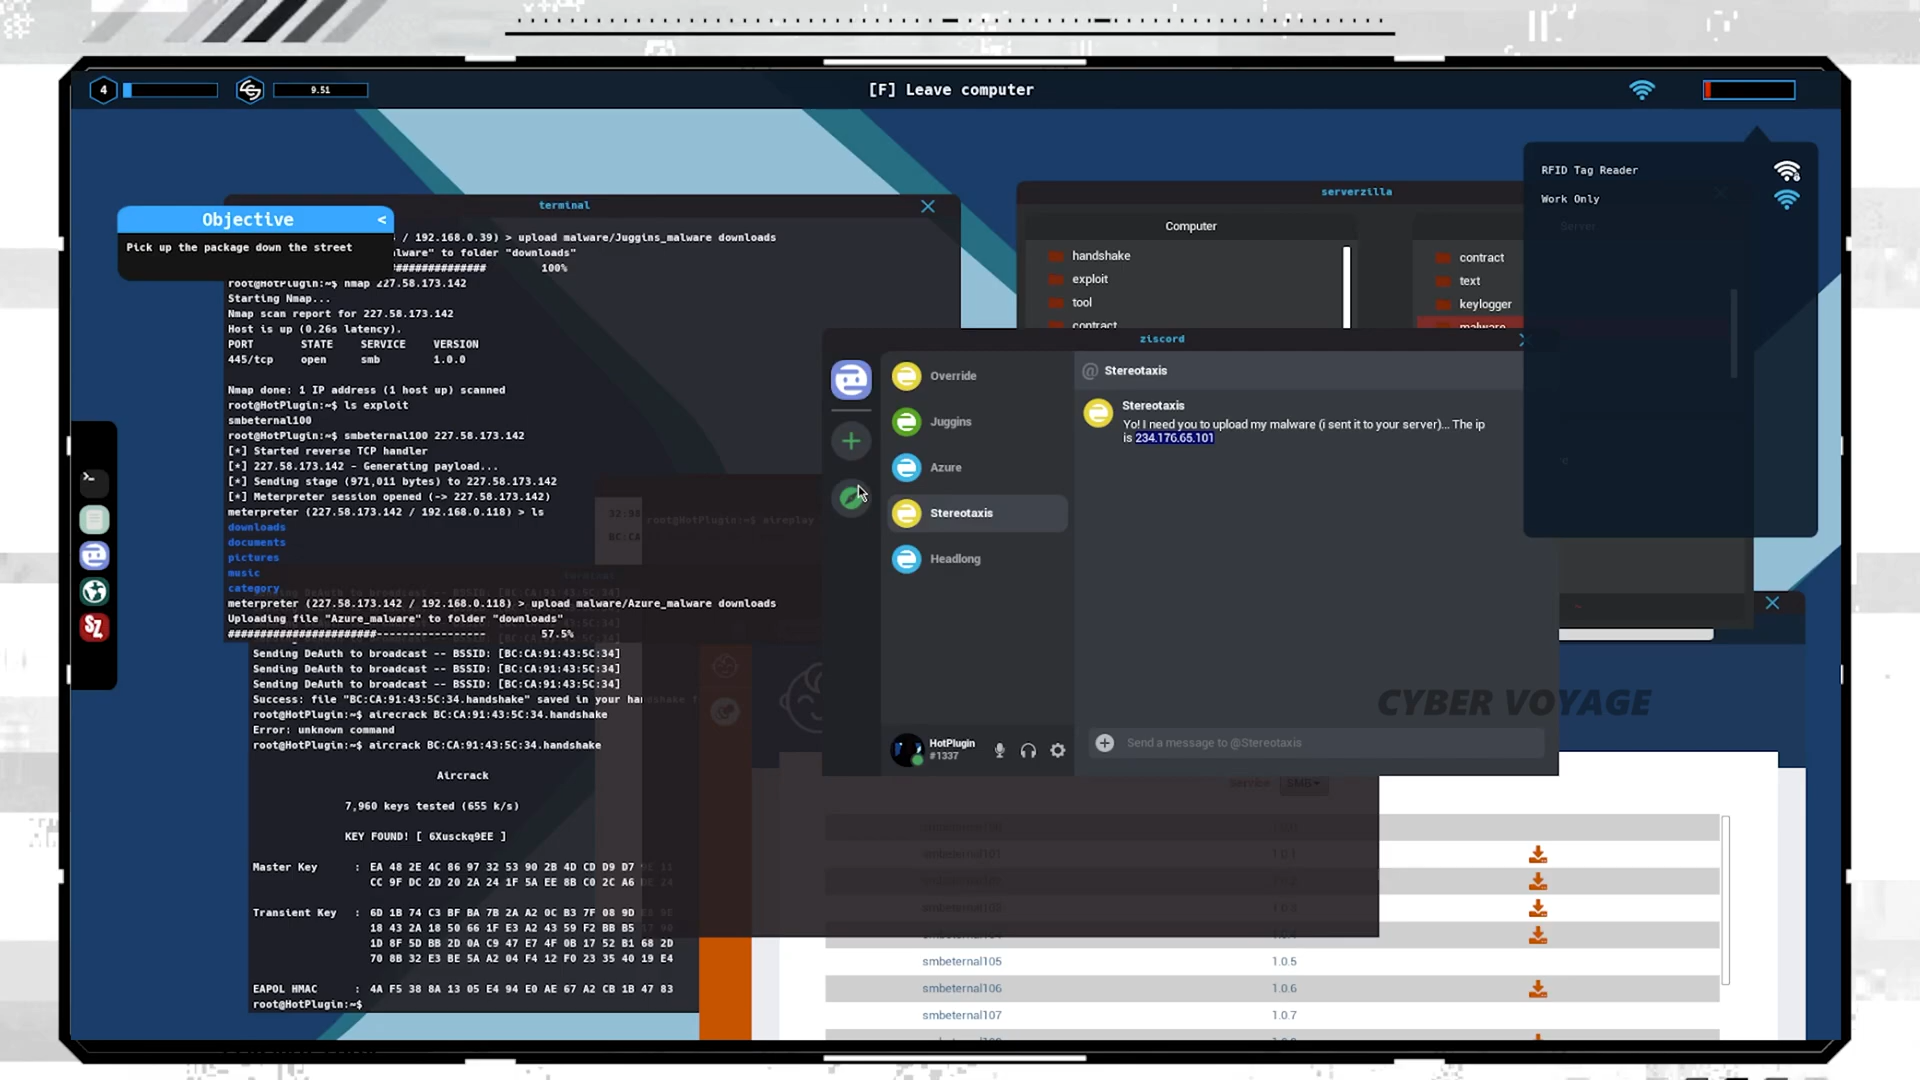 4
9.51
[F] Leave computer
RFID Tag Reader
Work Only
Objective <
Pick up the package down the street
terminal
/ 192.168.0.39) > upload malware/Juggins_malware downloads
lware" to folder "downloads"
############## 100%
root@HotPlugin:~$ nmap 227.58.173.142
Starting Nmap...
Nmap scan report for 227.58.173.142
Host is up (0.26s latency).
PORT STATE SERVICE VERSION
445/tcp open smb 1.0.0
Nmap done: 1 IP address (1 host up) scanned
root@HotPlugin:~$ ls exploit
smbeternal100
root@HotPlugin:~$ smbeternal100 227.58.173.142
[*] Started reverse TCP handler
[*] 227.58.173.142 - Generating payload...
[*] Sending stage (971,011 bytes) to 227.58.173.142
[*] Meterpreter session opened (-> 227.58.173.142)
meterpreter (227.58.173.142 / 192.168.0.118) > ls
downloads
documents
pictures
music
category
meterpreter (227.58.173.142 / 192.168.0.118) > upload malware/Azure_malware downloads
Uploading file "Azure_malware" to folder "downloads"
#######################----------------- 57.5%
Sending DeAuth to broadcast -- BSSID: [BC:CA:91:43:5C:34]
Sending DeAuth to broadcast -- BSSID: [BC:CA:91:43:5C:34]
Sending DeAuth to broadcast -- BSSID: [BC:CA:91:43:5C:34]
Success: file "BC:CA:91:43:5C:34.handshake" saved in your han
root@HotPlugin:~$ airecrack BC:CA:91:43:5C:34.handshake
Error: unknown command
root@HotPlugin:~$ aircrack BC:CA:91:43:5C:34.handshake
Aircrack
7,960 keys tested (655 k/s)
KEY FOUND! [ 6Xusckq9EE ]
Master Key : EA 48 2E 4C 86 97 32 53 90 2B 4D CD D9 D7
CC 9F DC 2D 20 2A 24 1F 5A EE 8B C0 2C A6
Transient Key : 6D 1B 74 C3 BF BA 7B 2A A2 0C B3 7F 08 9D
18 43 2A 18 50 66 1F E3 A2 43 59 F2 BB B5
1D 8F 5D BB 2D 0A C9 47 E7 4F 0B 17 52 B1 68 2D
70 8B 32 E3 BE 5A A2 04 F4 12 F0 23 35 40 19 E4
EAPOL HMAC : 4A F5 38 8A 13 05 E4 94 E0 AE 67 A2 CB 1B 47 83
root@HotPlugin:~$
serverzilla
Computer
Server
handshake
exploit
tool
contract
contract
text
keylogger
malware
ziscord
Override
Juggins
Azure
Stereotaxis
Headlong
HotPlugin
#1337
@ Stereotaxis
Stereotaxis
Yo! I need you to upload my malware (i sent it to your server)... The ip
is 234.176.65.101
Send a message to @Stereotaxis
root@HotPlugin:~$ aireplay
CYBER VOYAGE
service SMB
smbeternal101 1.0.1
smbeternal103 1.0.3
smbeternal105 1.0.5
smbeternal106 1.0.6
smbeternal107 1.0.7
SZ